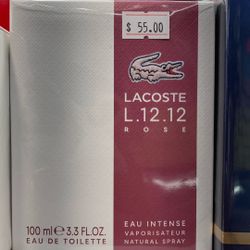 $ 55.00
LACOSTE
L.12.12
ROSE
EAU INTENSE
VAPORISATEUR
NATURAL SPRAY
100 ml ℮ 3.3 FL.OZ.
EAU DE TOILETTE